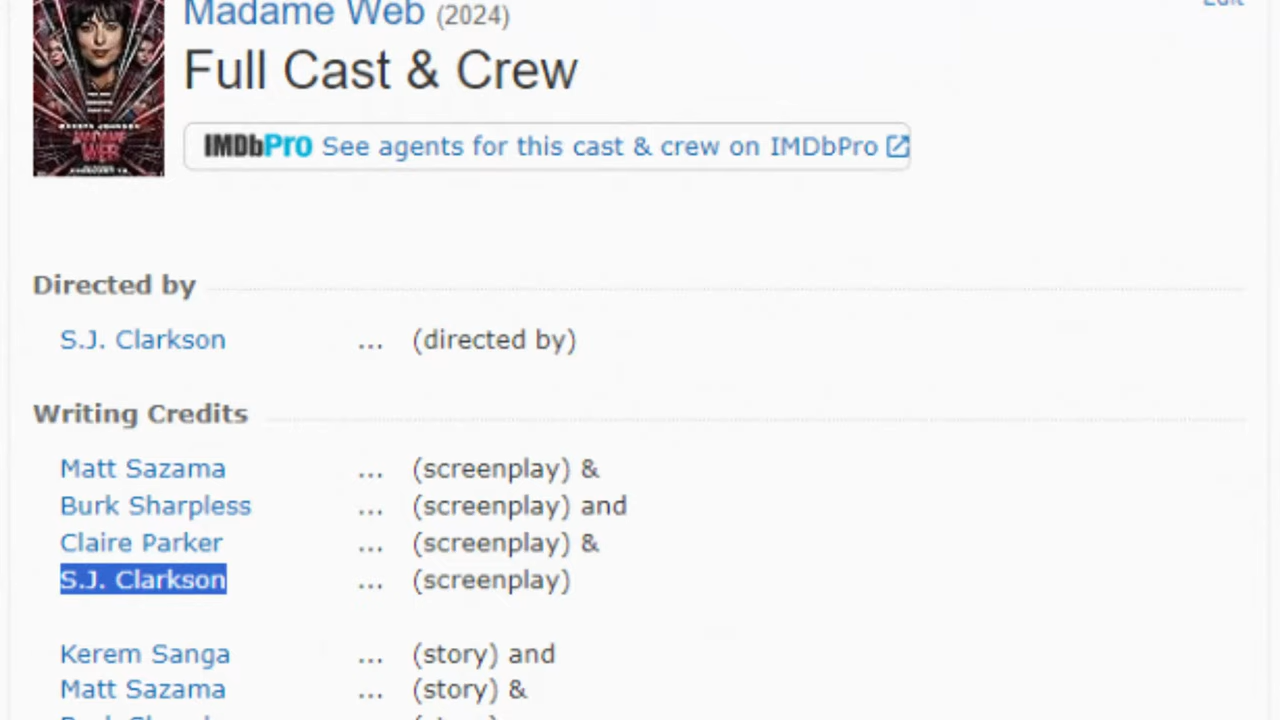 Madame Web (2024)
Full Cast & Crew
IMDbPro See agents for this cast & crew on IMDbPro
Directed by
S.J. Clarkson ... (directed by)
Writing Credits
Matt Sazama ... (screenplay) &
Burk Sharpless ... (screenplay) and
Claire Parker ... (screenplay) &
S.J. Clarkson ... (screenplay)
Kerem Sanga ... (story) and
Matt Sazama ... (story) &